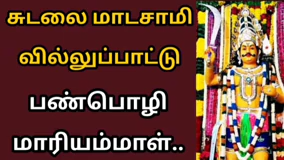 சுடலை மாடசாமி
வில்லுப்பாட்டு
பண்பொழி
மாரியம்மாள்..